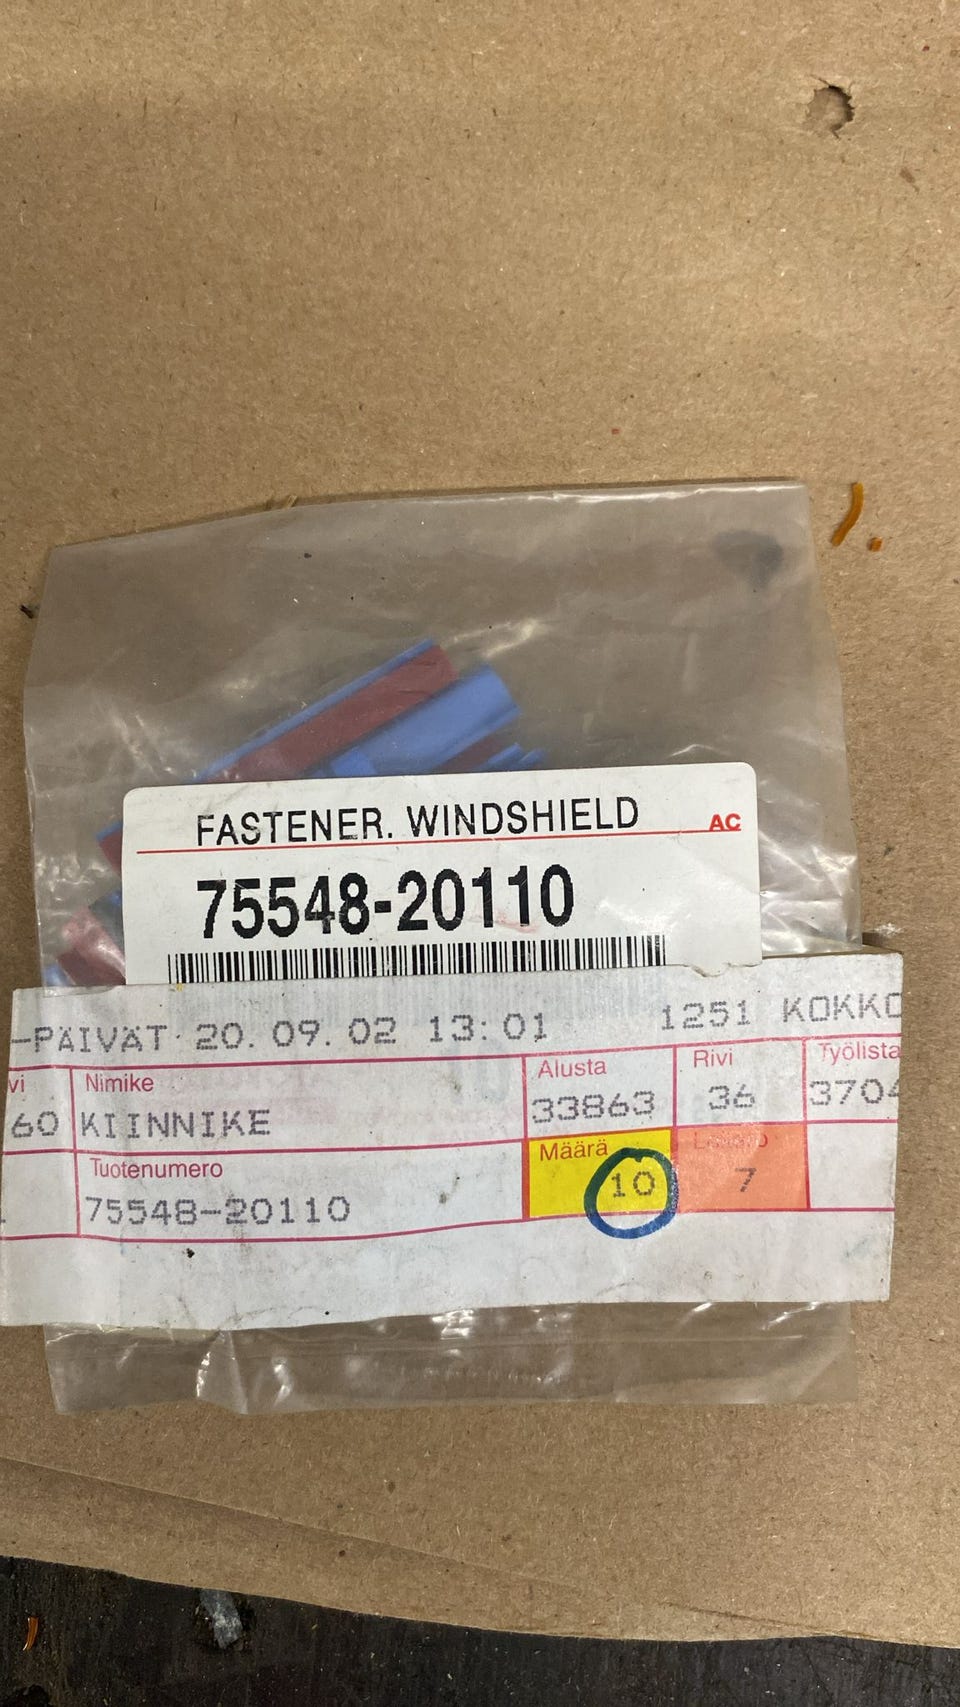 FASTENER. WINDSHIELD AC
75548-20110
-PÄIVÄT 20.09.02 13:01 1251 KOKKO
vi Nimike Alusta Rivi Työlista
60 KIINNIKE 33863 36 3704
Tuotenumero Määrä
75548-20110 10 7